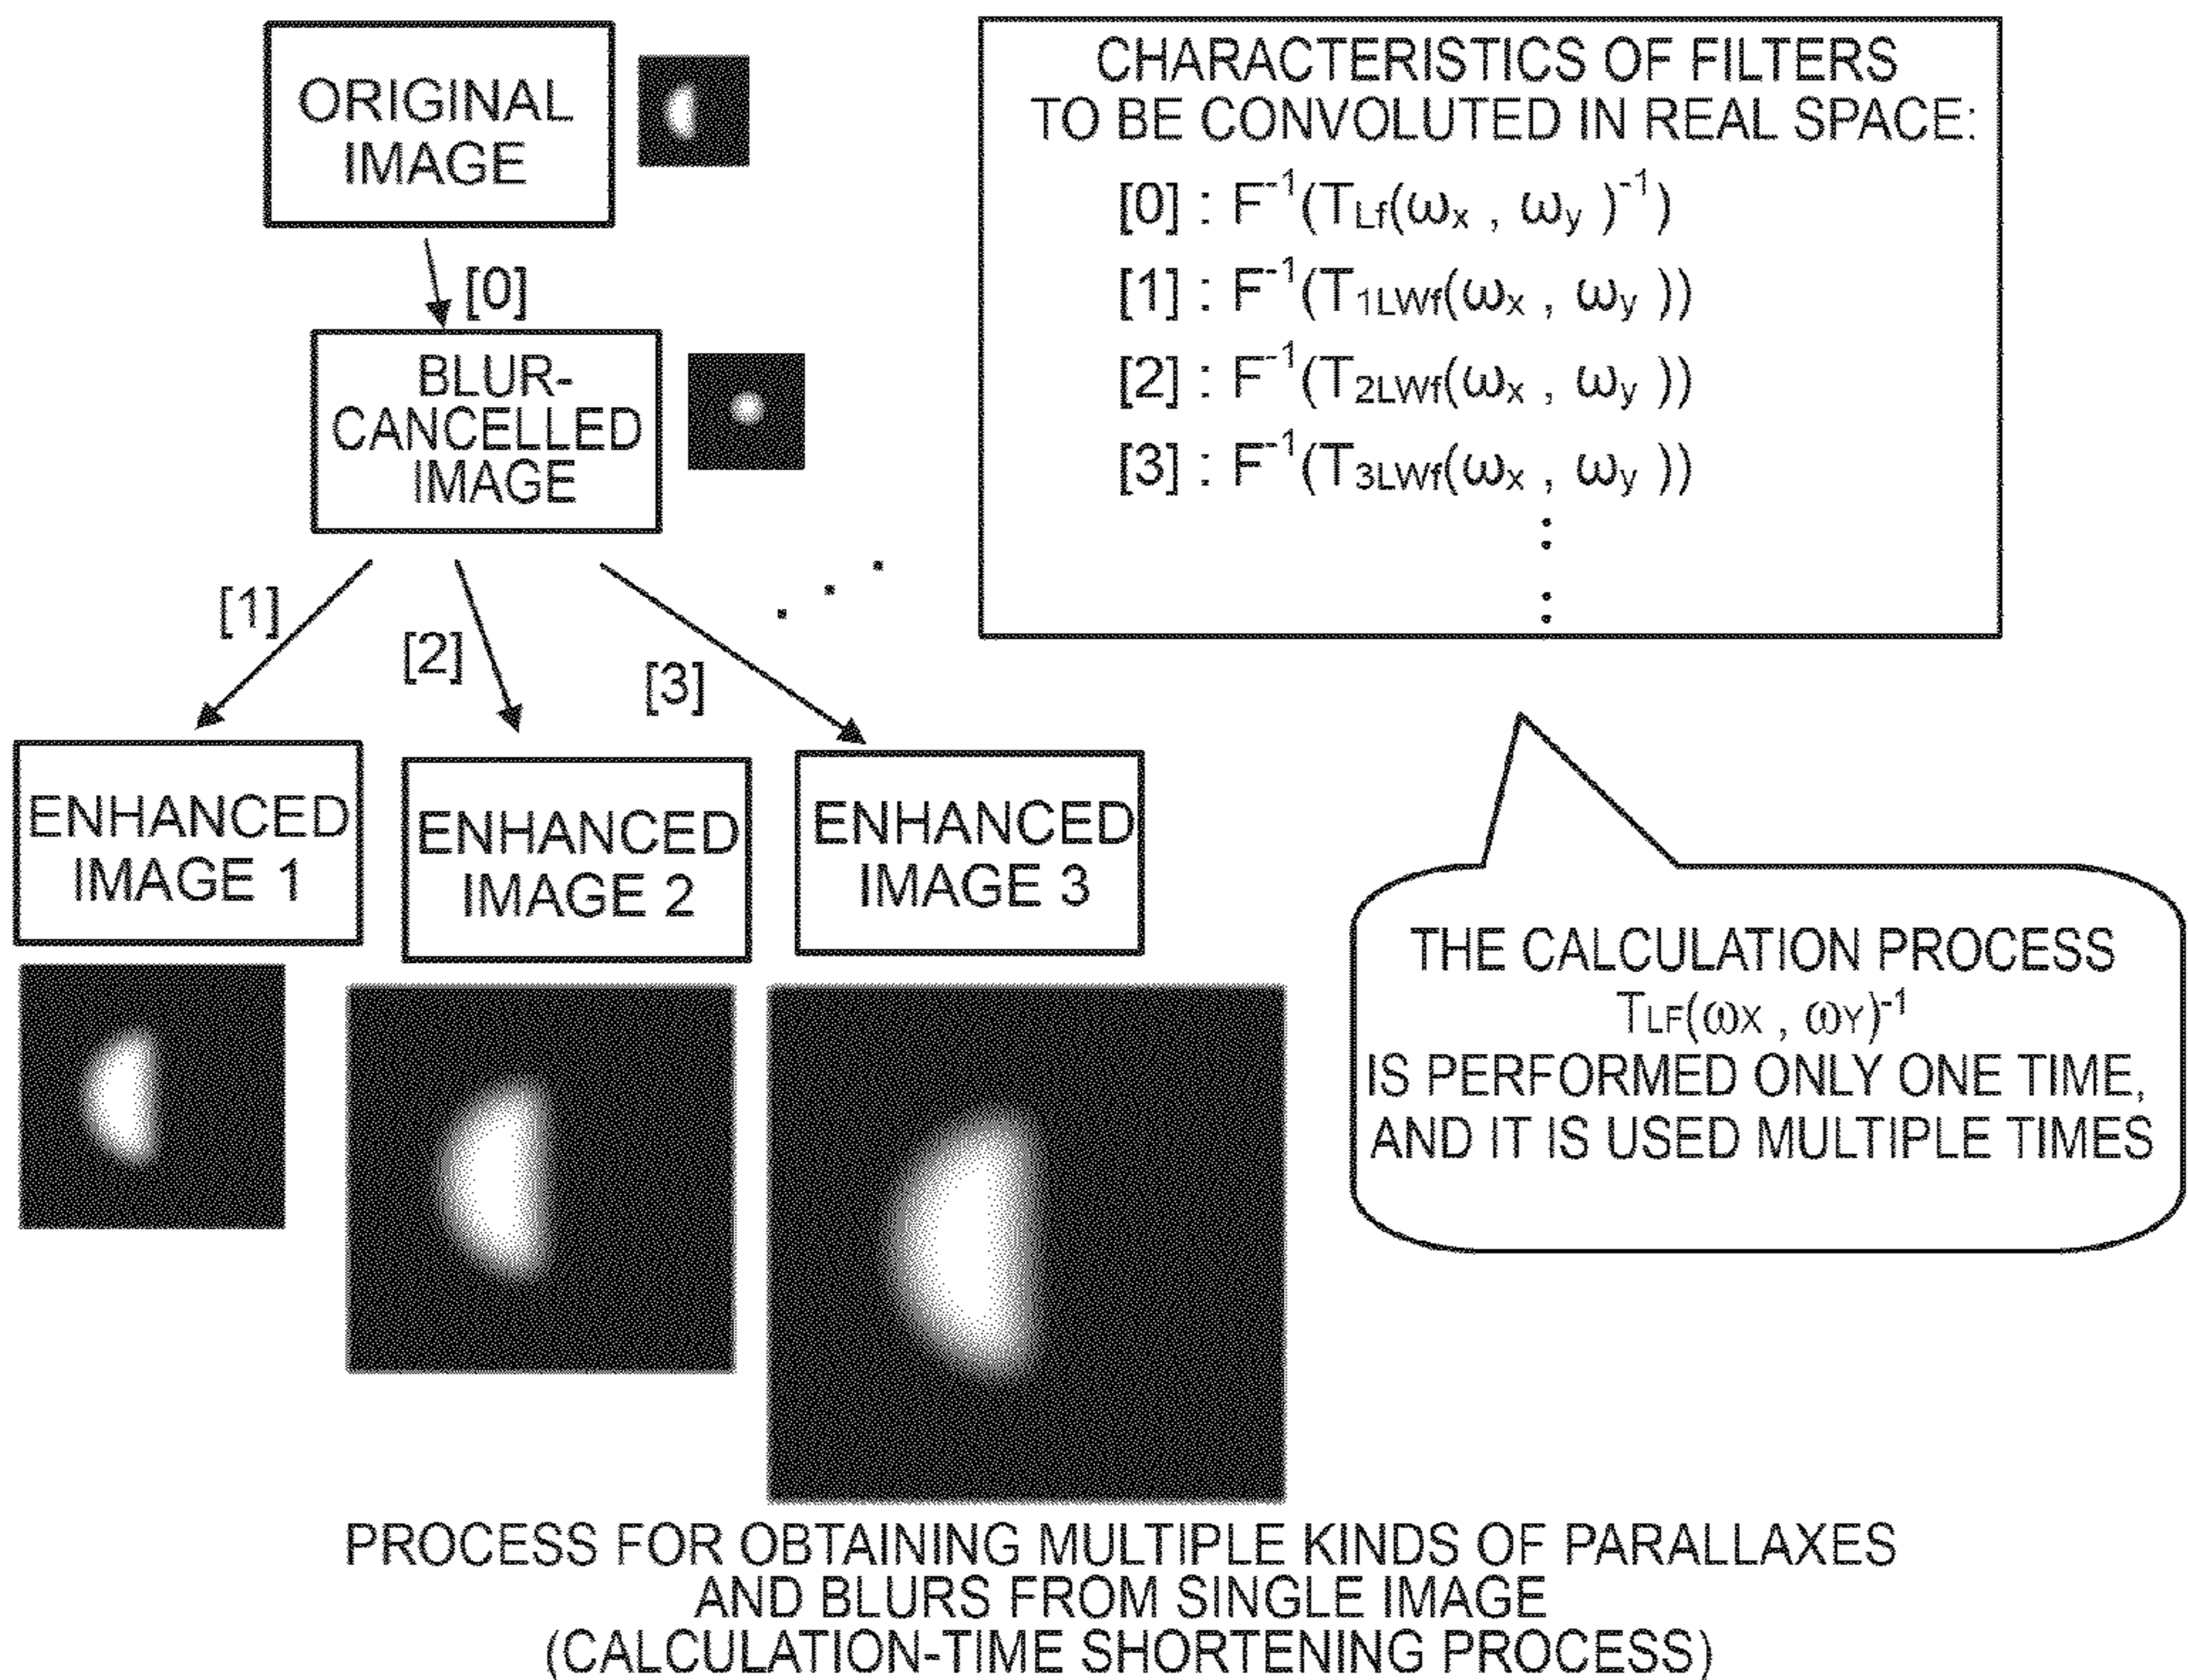 ORIGINAL
IMAGE
[0]
BLUR-
CANCELLED
IMAGE
[1]
[2]
[3]
ENHANCED
IMAGE 1
ENHANCED
IMAGE 2
ENHANCED
IMAGE 3
CHARACTERISTICS OF FILTERS
TO BE CONVOLUTED IN REAL SPACE:
[0] : F⁻¹(T_Lf(ω_x , ω_y )⁻¹)
[1] : F⁻¹(T_1LWf(ω_x , ω_y ))
[2] : F⁻¹(T_2LWf(ω_x , ω_y ))
[3] : F⁻¹(T_3LWf(ω_x , ω_y ))
THE CALCULATION PROCESS
T_LF(ω_X , ω_Y)⁻¹
IS PERFORMED ONLY ONE TIME,
AND IT IS USED MULTIPLE TIMES
PROCESS FOR OBTAINING MULTIPLE KINDS OF PARALLAXES
AND BLURS FROM SINGLE IMAGE
(CALCULATION-TIME SHORTENING PROCESS)